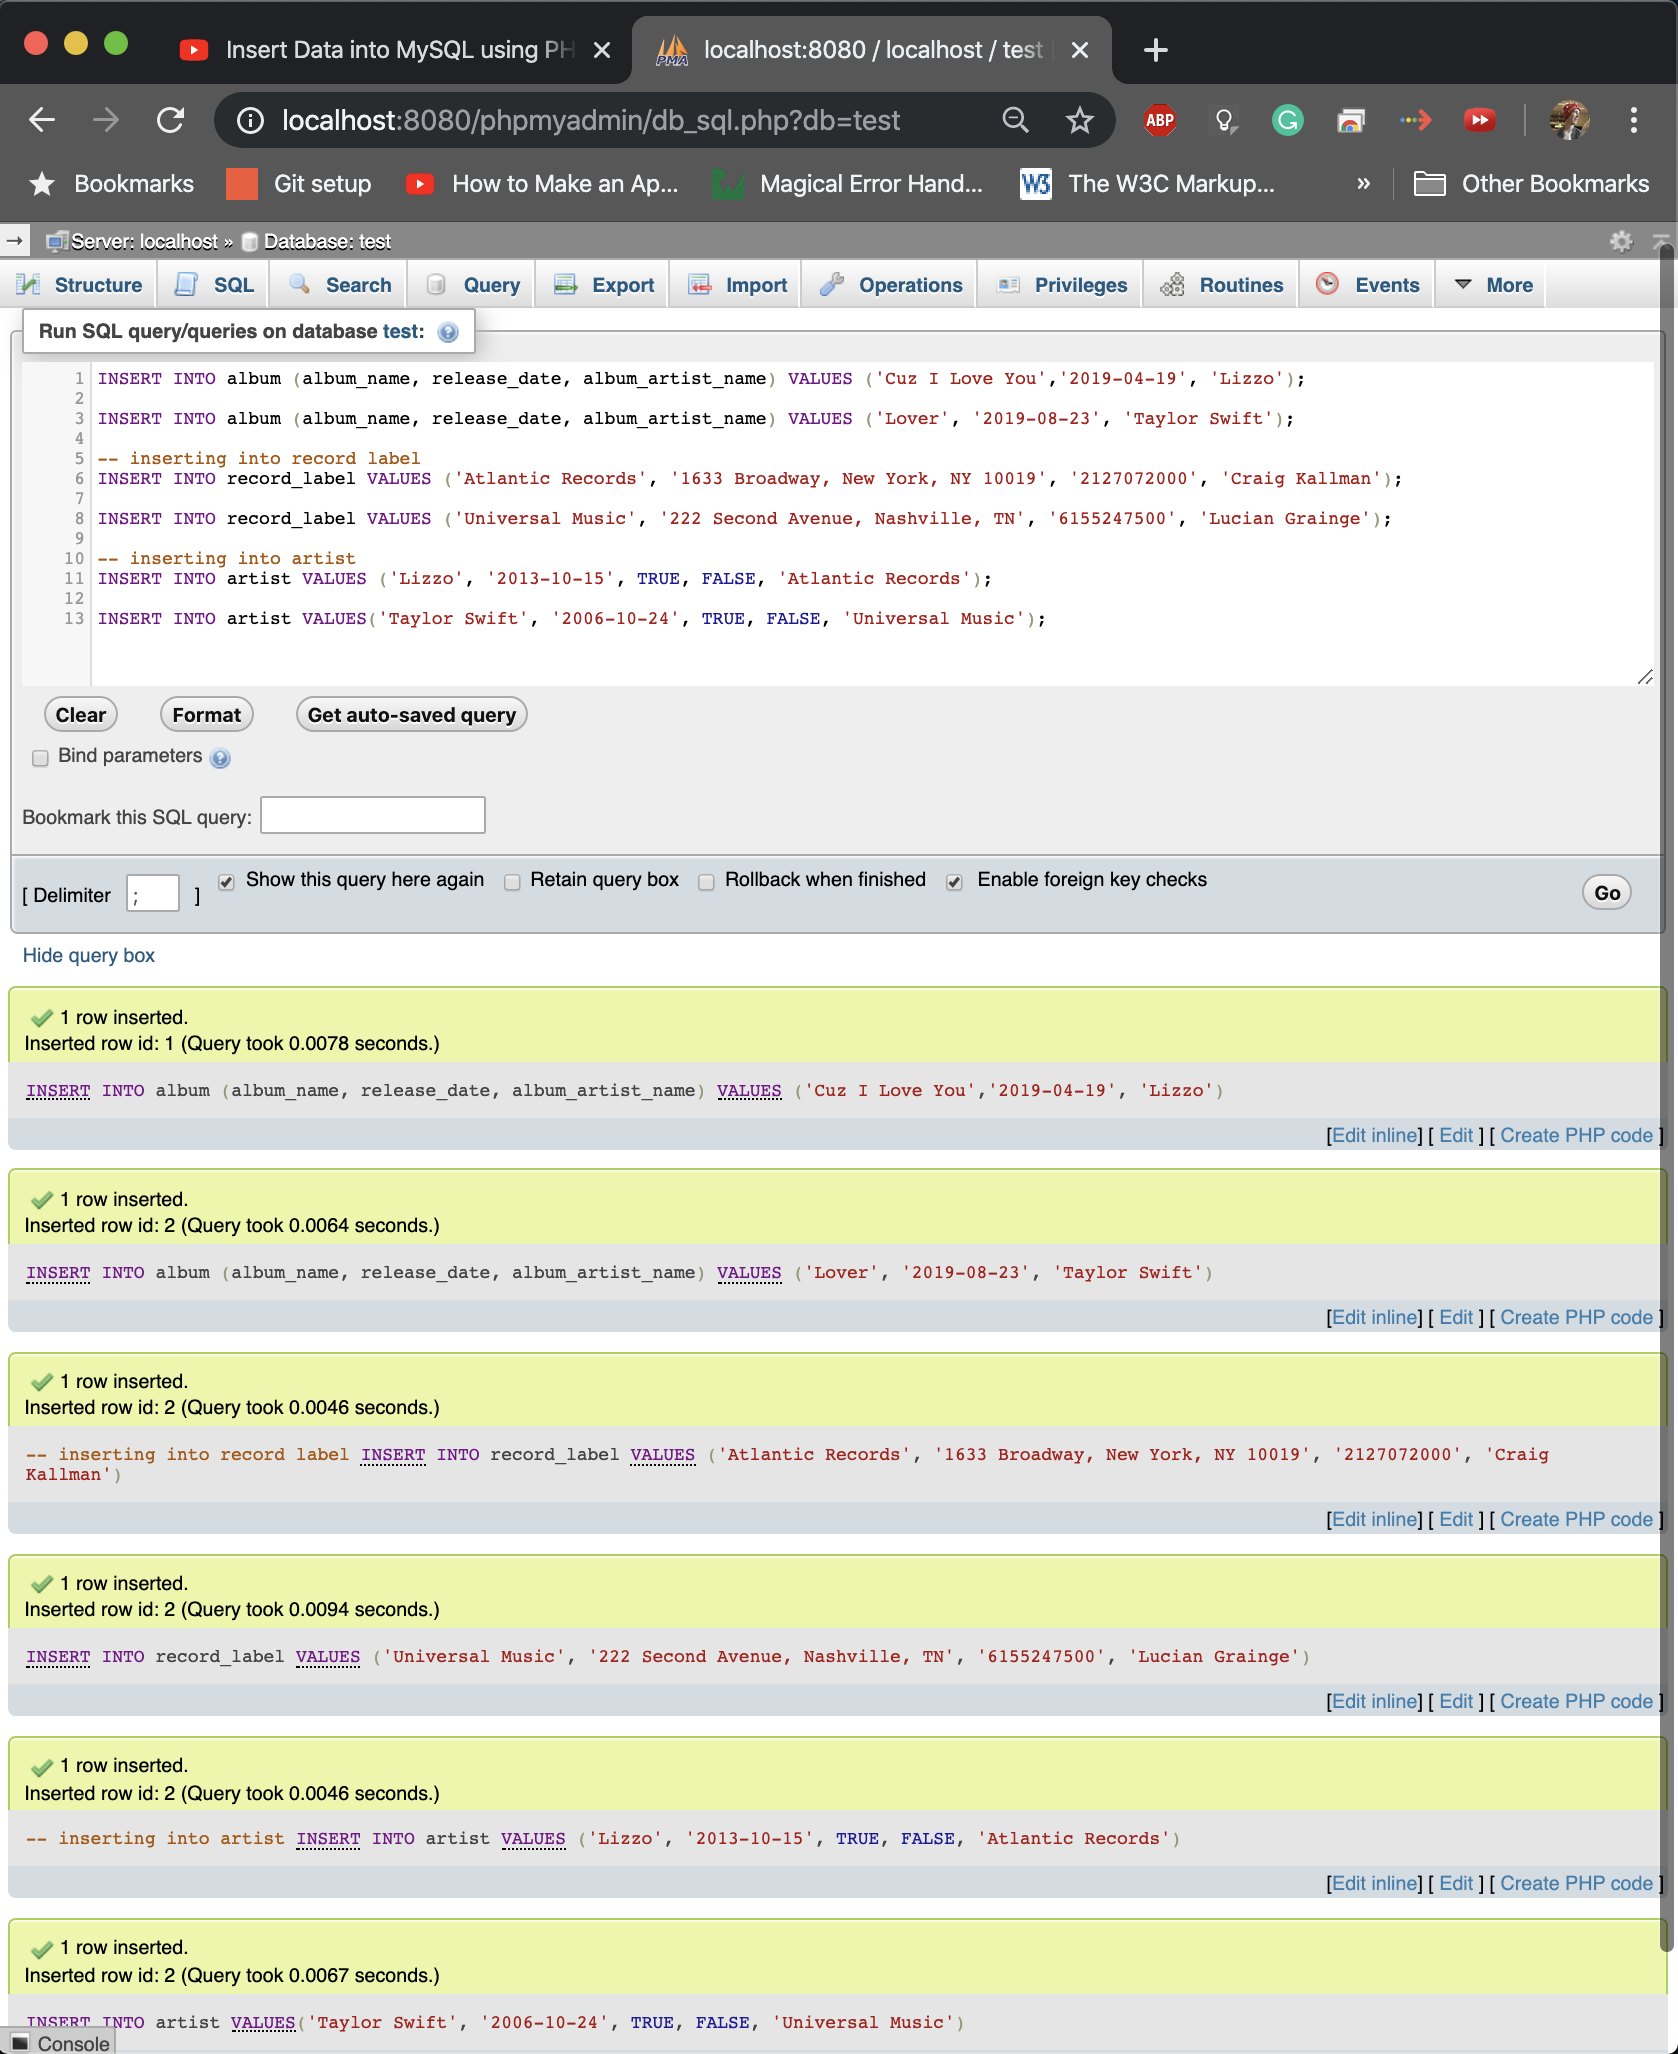 Insert Data into MySQL using PH
localhost:8080 / localhost / test
localhost:8080/phpmyadmin/db_sql.php?db=test
ABP
Bookmarks
Git setup
How to Make an Ap...
Magical Error Hand...
W3
The W3C Markup...
»
Other Bookmarks
Server: localhost » Database: test
Structure
SQL
Search
Query
Export
Import
Operations
Privileges
Routines
Events
More
Run SQL query/queries on database test:
1 INSERT INTO album (album_name, release_date, album_artist_name) VALUES ('Cuz I Love You','2019-04-19', 'Lizzo');
2
3 INSERT INTO album (album_name, release_date, album_artist_name) VALUES ('Lover', '2019-08-23', 'Taylor Swift');
4
5 -- inserting into record label
6 INSERT INTO record_label VALUES ('Atlantic Records', '1633 Broadway, New York, NY 10019', '2127072000', 'Craig Kallman');
7
8 INSERT INTO record_label VALUES ('Universal Music', '222 Second Avenue, Nashville, TN', '6155247500', 'Lucian Grainge');
9
10 -- inserting into artist
11 INSERT INTO artist VALUES ('Lizzo', '2013-10-15', TRUE, FALSE, 'Atlantic Records');
12
13 INSERT INTO artist VALUES('Taylor Swift', '2006-10-24', TRUE, FALSE, 'Universal Music');
Clear
Format
Get auto-saved query
Bind parameters
Bookmark this SQL query:
[ Delimiter ; ] Show this query here again Retain query box Rollback when finished Enable foreign key checks
Go
Hide query box
1 row inserted.
Inserted row id: 1 (Query took 0.0078 seconds.)
INSERT INTO album (album_name, release_date, album_artist_name) VALUES ('Cuz I Love You','2019-04-19', 'Lizzo')
[Edit inline] [ Edit ] [ Create PHP code ]
1 row inserted.
Inserted row id: 2 (Query took 0.0064 seconds.)
INSERT INTO album (album_name, release_date, album_artist_name) VALUES ('Lover', '2019-08-23', 'Taylor Swift')
[Edit inline] [ Edit ] [ Create PHP code ]
1 row inserted.
Inserted row id: 2 (Query took 0.0046 seconds.)
-- inserting into record label INSERT INTO record_label VALUES ('Atlantic Records', '1633 Broadway, New York, NY 10019', '2127072000', 'Craig
Kallman')
[Edit inline] [ Edit ] [ Create PHP code ]
1 row inserted.
Inserted row id: 2 (Query took 0.0094 seconds.)
INSERT INTO record_label VALUES ('Universal Music', '222 Second Avenue, Nashville, TN', '6155247500', 'Lucian Grainge')
[Edit inline] [ Edit ] [ Create PHP code ]
1 row inserted.
Inserted row id: 2 (Query took 0.0046 seconds.)
-- inserting into artist INSERT INTO artist VALUES ('Lizzo', '2013-10-15', TRUE, FALSE, 'Atlantic Records')
[Edit inline] [ Edit ] [ Create PHP code ]
1 row inserted.
Inserted row id: 2 (Query took 0.0067 seconds.)
INSERT INTO artist VALUES('Taylor Swift', '2006-10-24', TRUE, FALSE, 'Universal Music')
Console